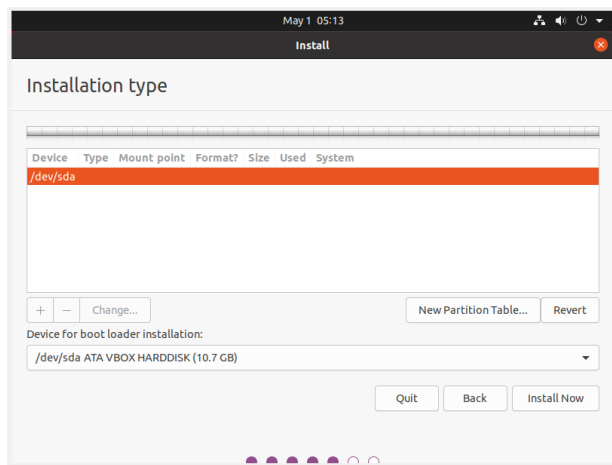 May 1 05:13
Install
Installation type
Device Type Mount point Format? Size Used System
/dev/sda
+ − Change... New Partition Table... Revert
Device for boot loader installation:
/dev/sda ATA VBOX HARDDISK (10.7 GB)
Quit Back Install Now